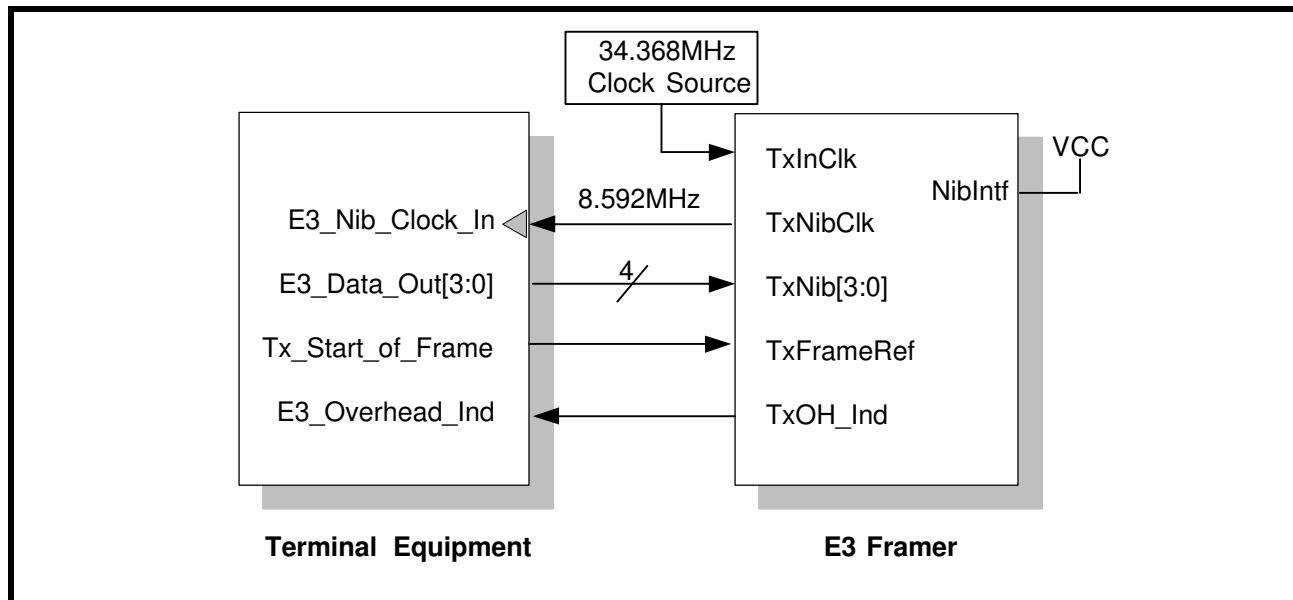 34.368MHz
Clock Source
VCC
TxInClk
NibIntf
8.592MHz
E3_Nib_Clock_In
TxNibClk
E3_Data_Out[3:0]
4
TxNib[3:0]
Tx_Start_of_Frame
TxFrameRef
E3_Overhead_Ind
TxOH_Ind
Terminal Equipment
E3 Framer